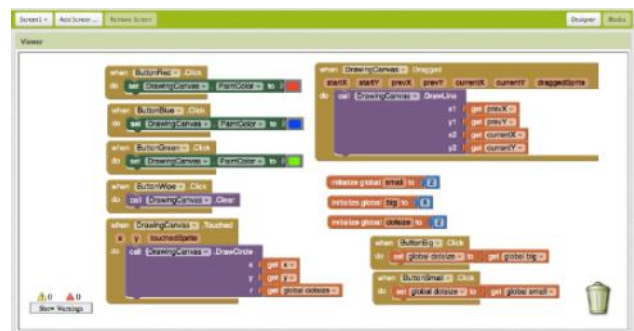 Screen1 Add Screen ... Remove Screen Designer Blocks
Viewer
when ButtonRed .Click
do set DrawingCanvas . PaintColor to
when ButtonBlue .Click
do set DrawingCanvas . PaintColor to
when ButtonGreen .Click
do set DrawingCanvas . PaintColor to
when ButtonWipe .Click
do call DrawingCanvas .Clear
when DrawingCanvas .Touched
x y touchedSprite
do call DrawingCanvas .DrawCircle
x get x
y get y
r get global dotsize
when DrawingCanvas .Dragged
startX startY prevX prevY currentX currentY draggedSprite
do call DrawingCanvas .DrawLine
x1 get prevX
y1 get prevY
x2 get currentX
y2 get currentY
initialize global small to 2
initialize global big to
initialize global dotsize to 2
when ButtonBig .Click
do set global dotsize to get global big
when ButtonSmall .Click
do set global dotsize to get global small
0 0
Show Warnings